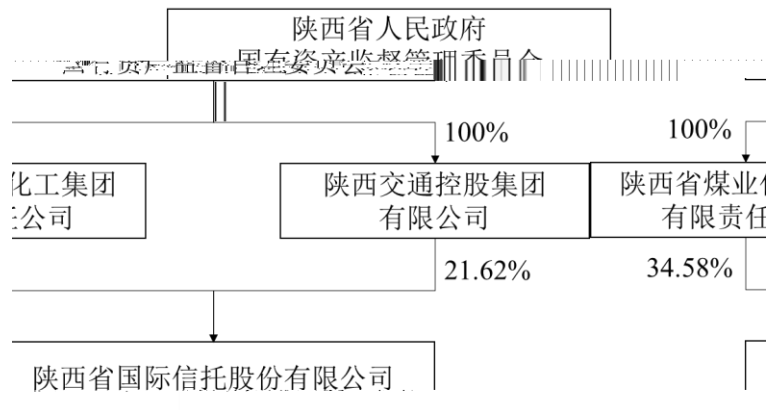 陕西省人民政府
国有资产监督管理委员会
100%
100%
化工集团
陕西交通控股集团
陕西省煤业
公司
有限公司
有限责任
21.62%
34.58%
陕西省国际信托股份有限公司